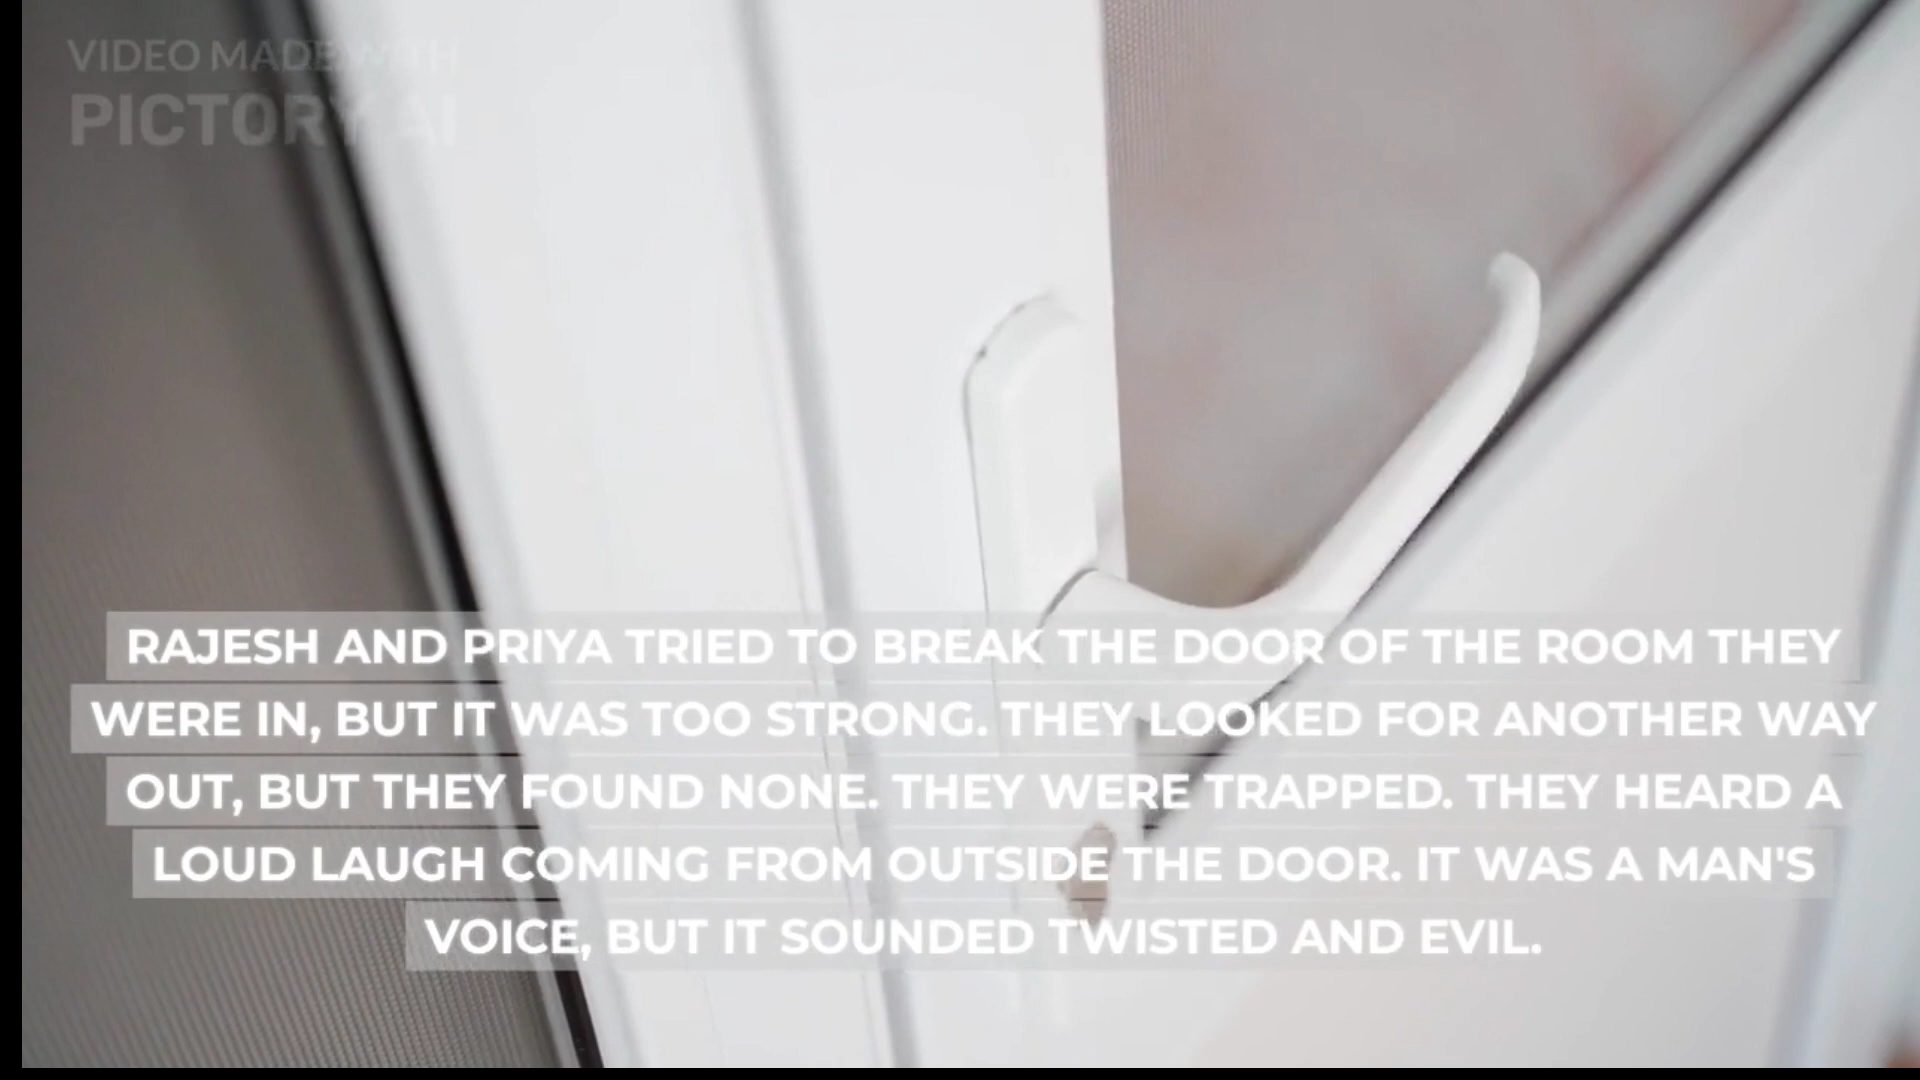 VIDEO MADE WITH
PICTORY AI
RAJESH AND PRIYA TRIED TO BREAK THE DOOR OF THE ROOM THEY
WERE IN, BUT IT WAS TOO STRONG. THEY LOOKED FOR ANOTHER WAY
OUT, BUT THEY FOUND NONE. THEY WERE TRAPPED. THEY HEARD A
LOUD LAUGH COMING FROM OUTSIDE THE DOOR. IT WAS A MAN'S
VOICE, BUT IT SOUNDED TWISTED AND EVIL.